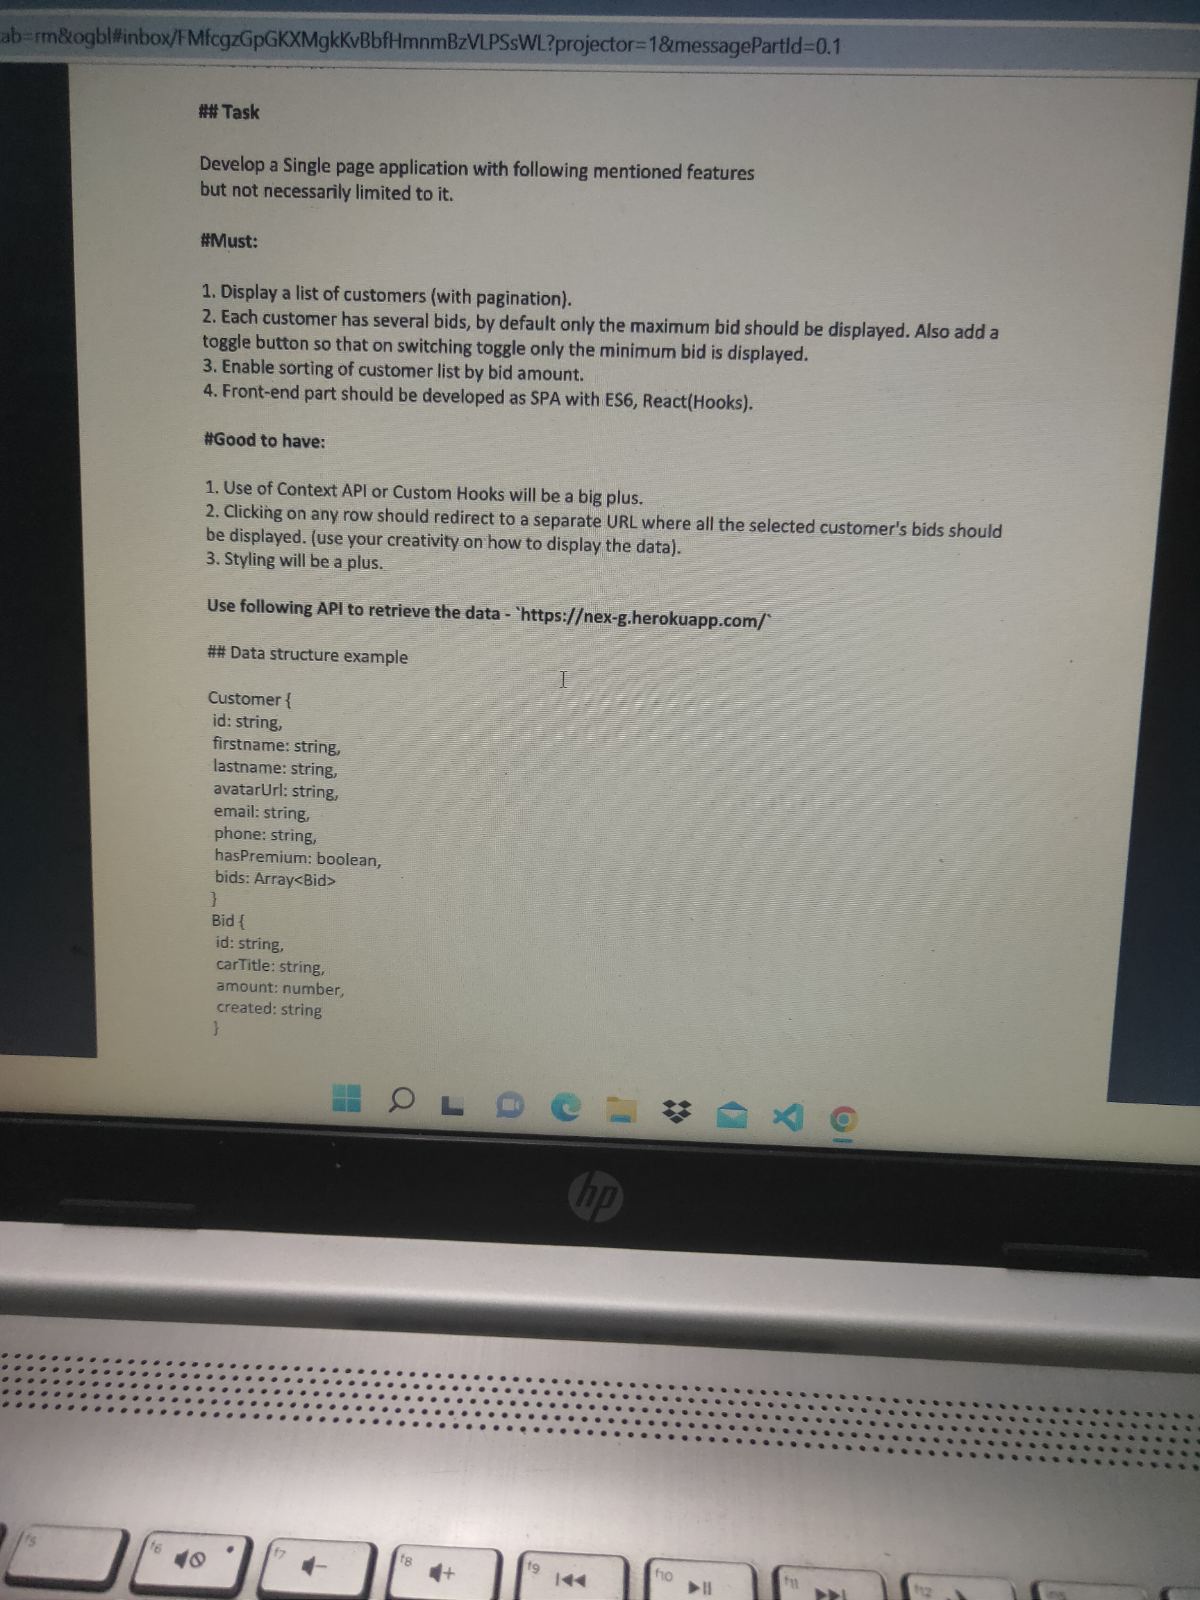 ab=rm&ogbl#inbox/FMfcgzGpGKXMgkKvBbfHmnmBzVLPSsWL?projector=1&messagePartId=0.1
## Task
Develop a Single page application with following mentioned features
but not necessarily limited to it.
#Must:
1. Display a list of customers (with pagination).
2. Each customer has several bids, by default only the maximum bid should be displayed. Also add a
toggle button so that on switching toggle only the minimum bid is displayed.
3. Enable sorting of customer list by bid amount.
4. Front-end part should be developed as SPA with ES6, React(Hooks).
#Good to have:
1. Use of Context API or Custom Hooks will be a big plus.
2. Clicking on any row should redirect to a separate URL where all the selected customer's bids should
be displayed. (use your creativity on how to display the data).
3. Styling will be a plus.
Use following API to retrieve the data - `https://nex-g.herokuapp.com/`
## Data structure example
Customer {
id: string,
firstname: string,
lastname: string,
avatarUrl: string,
email: string,
phone: string,
hasPremium: boolean,
bids: Array<Bid>
}
Bid {
id: string,
carTitle: string,
amount: number,
created: string
}
hp
f5
f6
f7
f8
f9
f10
f11
f12